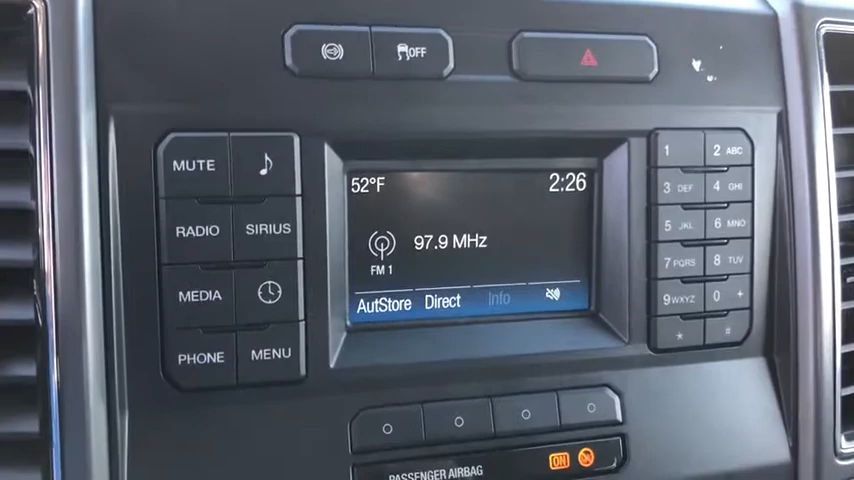 OFF
MUTE
RADIO SIRIUS
MEDIA
PHONE MENU
52°F 2:26
97.9 MHz
FM 1
AutStore Direct Info
1 2 ABC
3 DEF 4 GHI
5 JKL 6 MNO
7 PQRS 8 TUV
9 WXYZ 0 +
* #
PASSENGER AIRBAG ON